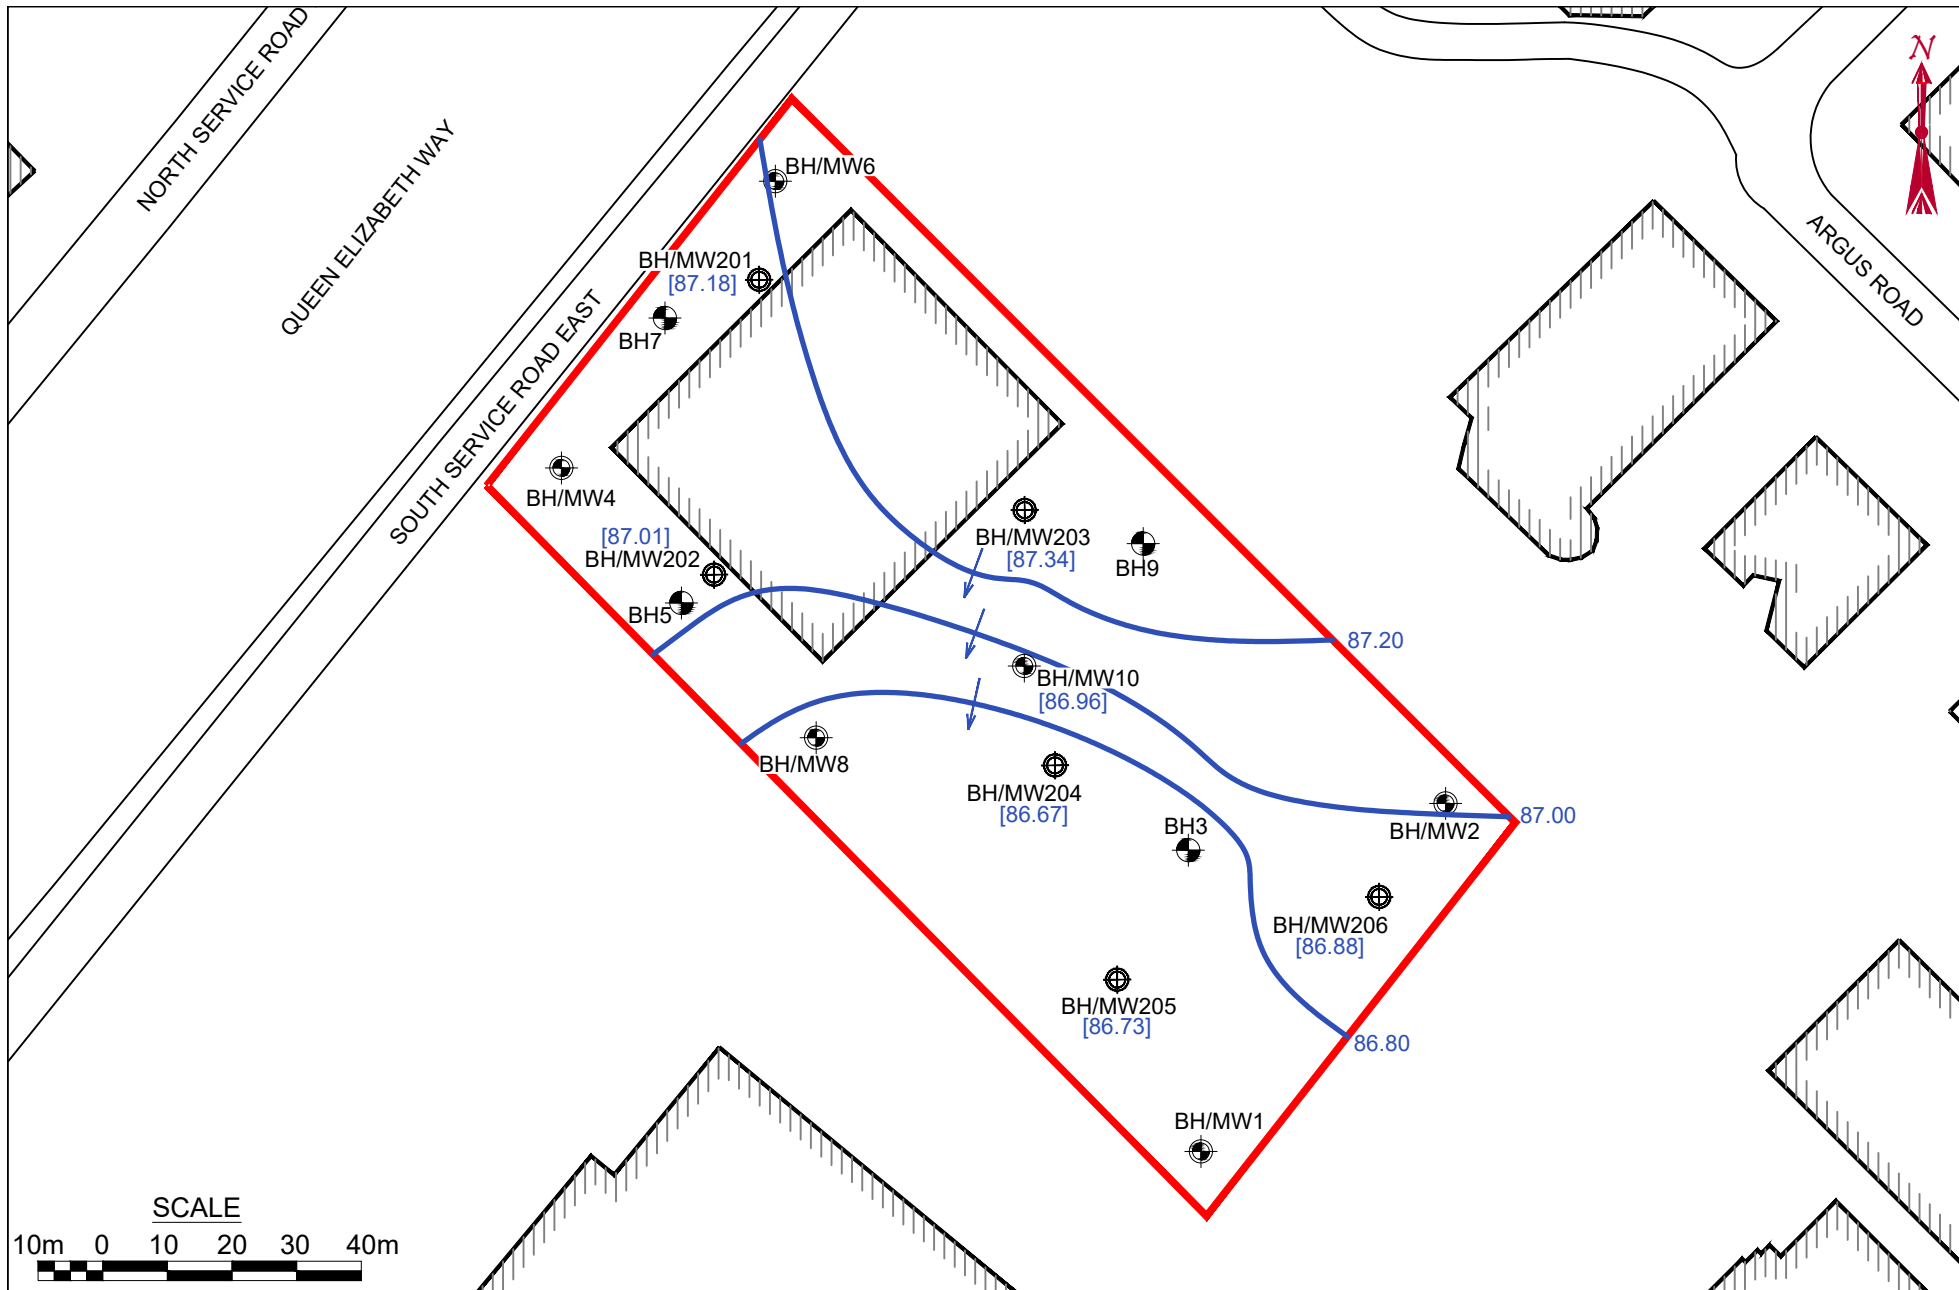 NORTH SERVICE ROAD
QUEEN ELIZABETH WAY
SOUTH SERVICE ROAD EAST
ARGUS ROAD
N
BH/MW6
BH/MW201
[87.18]
BH7
BH/MW4
[87.01]
BH/MW202
BH5
BH/MW203
[87.34]
BH9
87.20
BH/MW10
[86.96]
BH/MW8
BH/MW204
[86.67]
BH3
BH/MW2
87.00
BH/MW206
[86.88]
BH/MW205
[86.73]
86.80
BH/MW1
SCALE
10m 0 10 20 30 40m